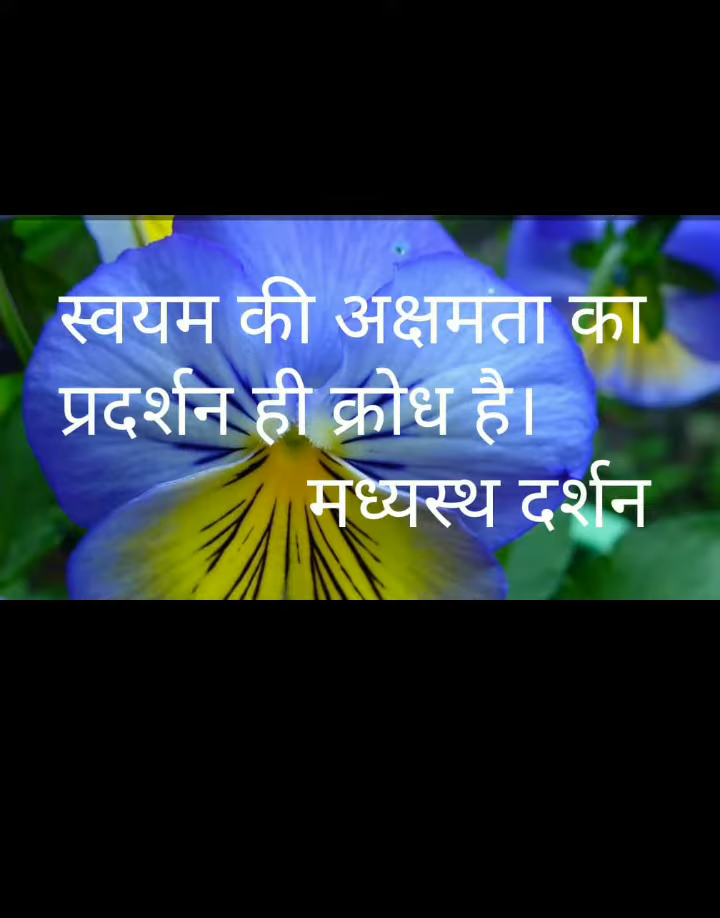 स्वयम की अक्षमता का
प्रदर्शन ही क्रोध है।
मध्यस्थ दर्शन